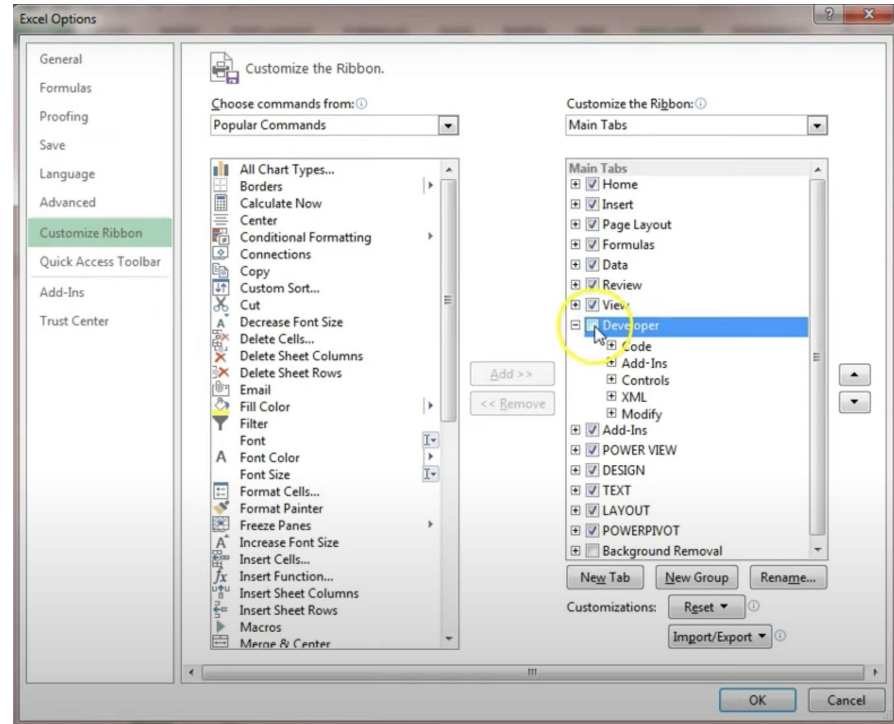 Excel Options
General
Formulas
Proofing
Save
Language
Advanced
Customize Ribbon
Quick Access Toolbar
Add-Ins
Trust Center
Customize the Ribbon.
Choose commands from:
Popular Commands
All Chart Types...
Borders
Calculate Now
Center
Conditional Formatting
Connections
Copy
Custom Sort...
Cut
Decrease Font Size
Delete Cells...
Delete Sheet Columns
Delete Sheet Rows
Email
Fill Color
Filter
Font
Font Color
Font Size
Format Cells...
Format Painter
Freeze Panes
Increase Font Size
Insert Cells...
Insert Function...
Insert Sheet Columns
Insert Sheet Rows
Macros
Merge & Center
Add >>
<< Remove
Customize the Ribbon:
Main Tabs
Main Tabs
Home
Insert
Page Layout
Formulas
Data
Review
View
Developer
Code
Add-Ins
Controls
XML
Modify
Add-Ins
POWER VIEW
DESIGN
TEXT
LAYOUT
POWERPIVOT
Background Removal
New Tab New Group Rename...
Customizations: Reset
Import/Export
OK Cancel